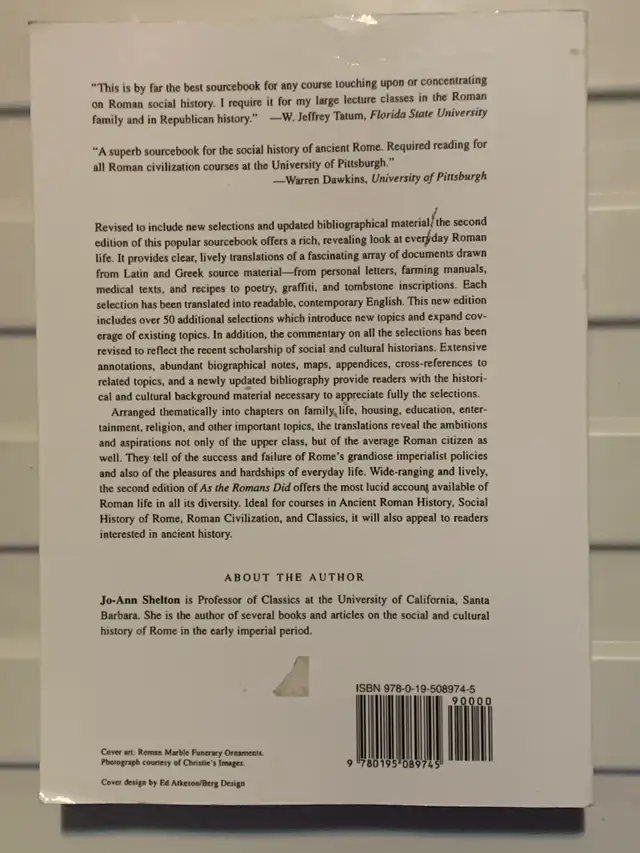 "This is by far the best sourcebook for any course touching upon or concentrating
on Roman social history. I require it for my large lecture classes in the Roman
family and in Republican history." —W. Jeffrey Tatum, Florida State University
"A superb sourcebook for the social history of ancient Rome. Required reading for
all Roman civilization courses at the University of Pittsburgh."
—Warren Dawkins, University of Pittsburgh
Revised to include new selections and updated bibliographical material, the second
edition of this popular sourcebook offers a rich, revealing look at everyday Roman
life. It provides clear, lively translations of a fascinating array of documents drawn
from Latin and Greek source material—from personal letters, farming manuals,
medical texts, and recipes to poetry, graffiti, and tombstone inscriptions. Each
selection has been translated into readable, contemporary English. This new edition
includes over 50 additional selections which introduce new topics and expand cov-
erage of existing topics. In addition, the commentary on all the selections has been
revised to reflect the recent scholarship of social and cultural historians. Extensive
annotations, abundant biographical notes, maps, appendices, cross-references to
related topics, and a newly updated bibliography provide readers with the histori-
cal and cultural background material necessary to appreciate fully the selections.
Arranged thematically into chapters on family life, housing, education, enter-
tainment, religion, and other important topics, the translations reveal the ambitions
and aspirations not only of the upper class, but of the average Roman citizen as
well. They tell of the success and failure of Rome's grandiose imperialist policies
and also of the pleasures and hardships of everyday life. Wide-ranging and lively,
the second edition of As the Romans Did offers the most lucid account available of
Roman life in all its diversity. Ideal for courses in Ancient Roman History, Social
History of Rome, Roman Civilization, and Classics, it will also appeal to readers
interested in ancient history.
ABOUT THE AUTHOR
Jo-Ann Shelton is Professor of Classics at the University of California, Santa
Barbara. She is the author of several books and articles on the social and cultural
history of Rome in the early imperial period.
ISBN 978-0-19-508974-5
90000
9 780195 089745
Cover art: Roman Marble Funerary Ornaments.
Photograph courtesy of Christie's Images.
Cover design by Ed Atkeson/Berg Design